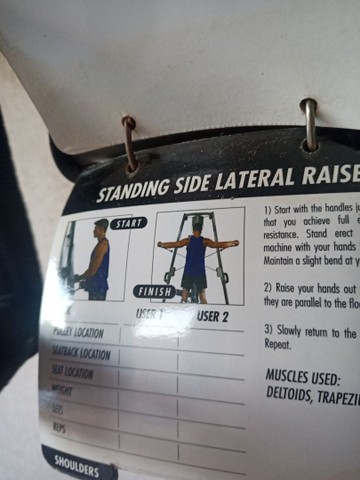 STANDING SIDE LATERAL RAISE
START
FINISH
1) Start with the handles
that you achieve full
resistance. Stand erect
machine with your hands
Maintain a slight bend at
2) Raise your hands out
they are parallel to the
3) Slowly return to the
Repeat.
MUSCLES USED:
DELTOIDS,
USER 1 USER 2
PULLEY LOCATION
SEATBACK LOCATION
SEAT LOCATION
WEIGHT
SETS
REPS
SHOULDERS